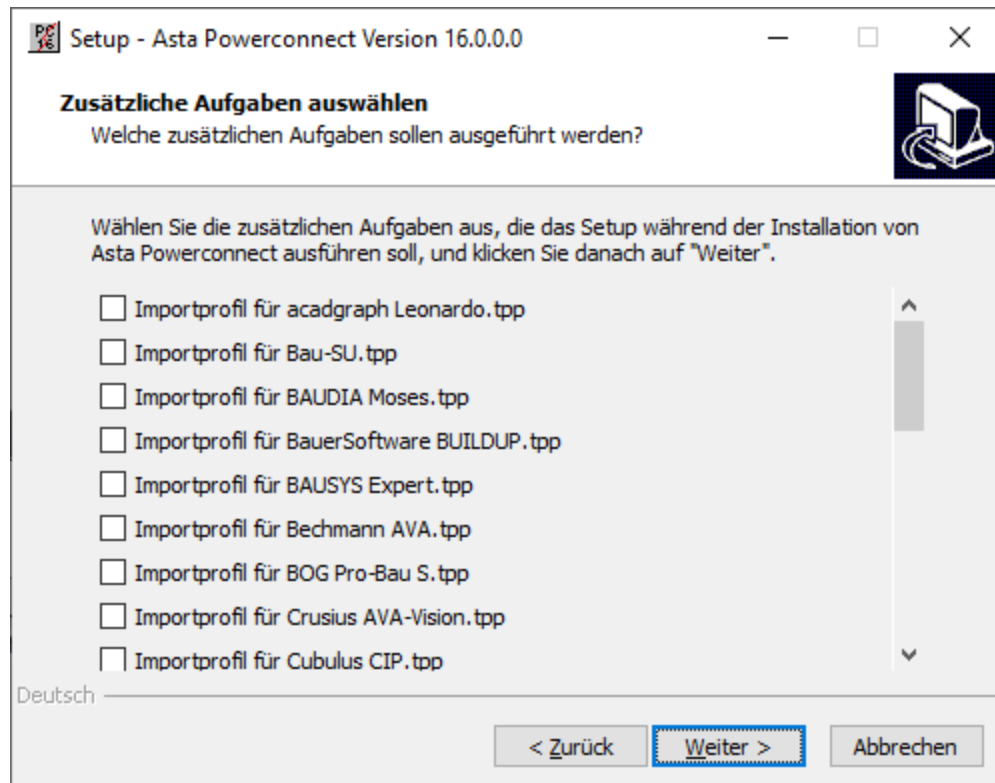 Setup - Asta Powerconnect Version 16.0.0.0
Zusätzliche Aufgaben auswählen
Welche zusätzlichen Aufgaben sollen ausgeführt werden?
Wählen Sie die zusätzlichen Aufgaben aus, die das Setup während der Installation von
Asta Powerconnect ausführen soll, und klicken Sie danach auf "Weiter".
Importprofil für acadgraph Leonardo.tpp
Importprofil für Bau-SU.tpp
Importprofil für BAUDIA Moses.tpp
Importprofil für BauerSoftware BUILDUP.tpp
Importprofil für BAUSYS Expert.tpp
Importprofil für Bechmann AVA.tpp
Importprofil für BOG Pro-Bau S.tpp
Importprofil für Crusius AVA-Vision.tpp
Importprofil für Cubulus CIP.tpp
Deutsch
< Zurück
Weiter >
Abbrechen